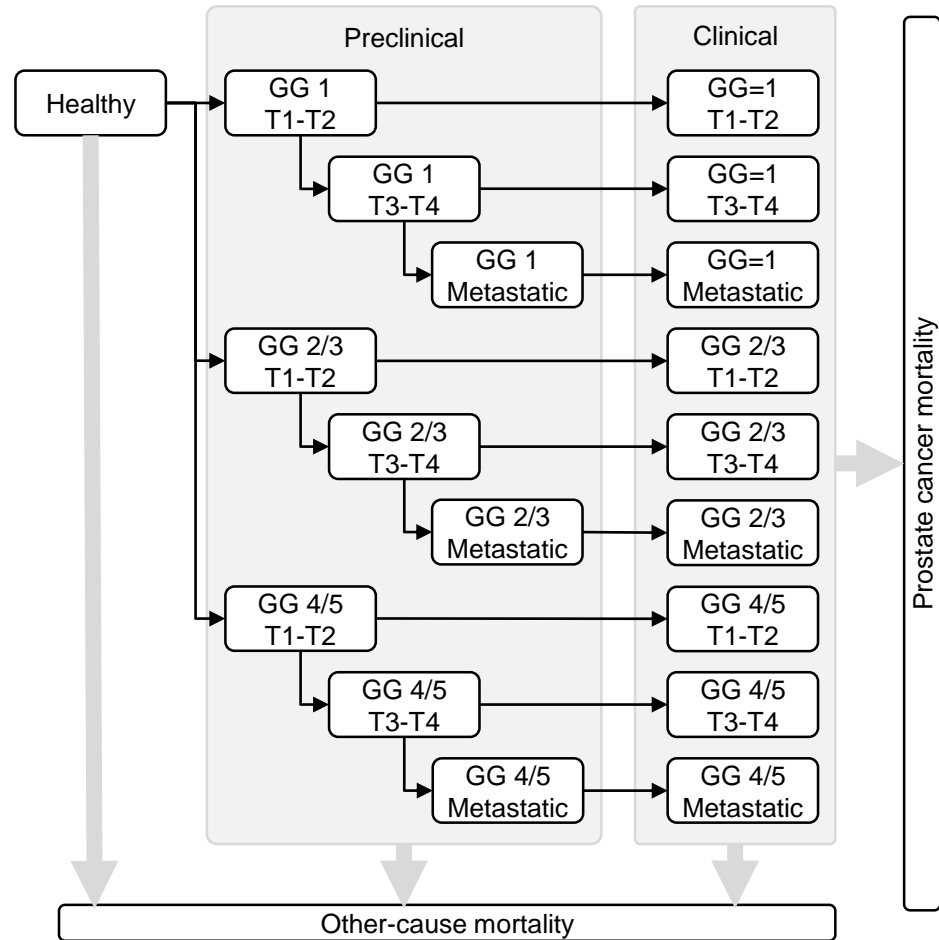 Preclinical
Clinical
Healthy
GG 1
T1-T2
GG=1
T1-T2
GG 1
T3-T4
GG=1
T3-T4
GG 1
Metastatic
GG=1
Metastatic
GG 2/3
T1-T2
GG 2/3
T1-T2
GG 2/3
T3-T4
GG 2/3
T3-T4
GG 2/3
Metastatic
GG 2/3
Metastatic
GG 4/5
T1-T2
GG 4/5
T1-T2
GG 4/5
T3-T4
GG 4/5
T3-T4
GG 4/5
Metastatic
GG 4/5
Metastatic
Prostate cancer mortality
Other-cause mortality